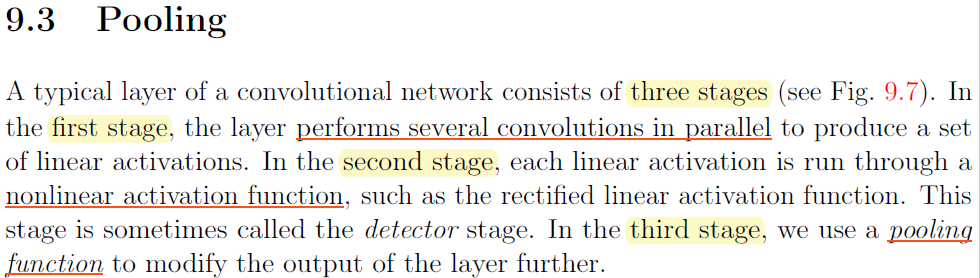 9.3 Pooling
A typical layer of a convolutional network consists of three stages (see Fig. 9.7). In
the first stage, the layer performs several convolutions in parallel to produce a set
of linear activations. In the second stage, each linear activation is run through a
nonlinear activation function, such as the rectified linear activation function. This
stage is sometimes called the detector stage. In the third stage, we use a pooling
function to modify the output of the layer further.